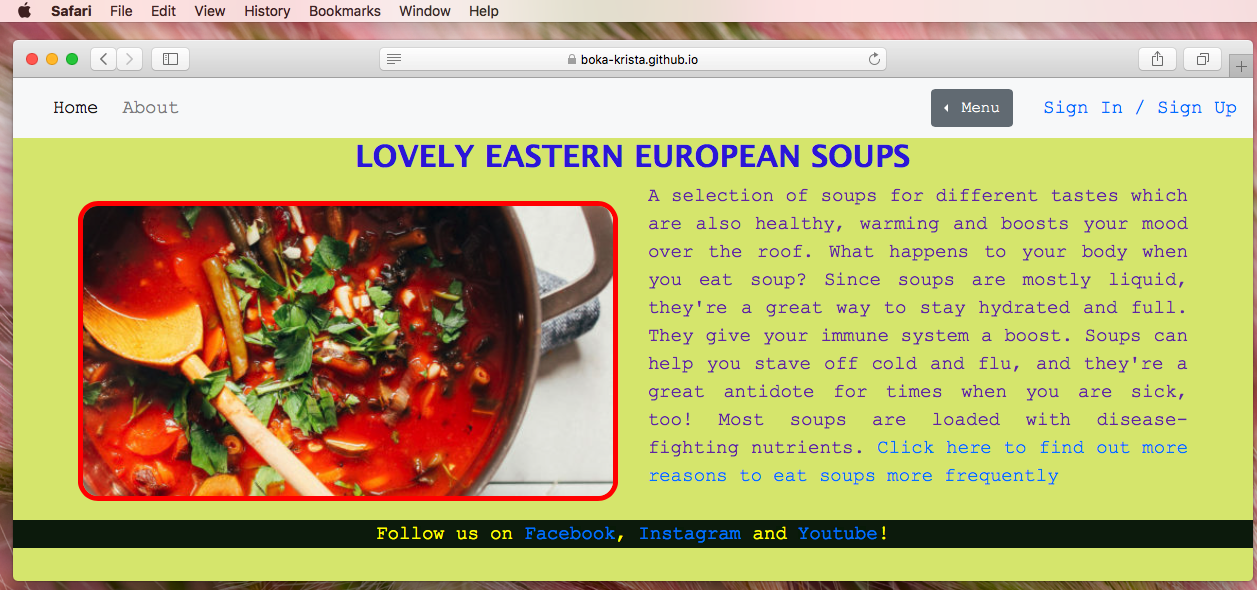 Safari File Edit View History Bookmarks Window Help
boka-krista.github.io
Home About Menu Sign In / Sign Up
LOVELY EASTERN EUROPEAN SOUPS
A selection of soups for different tastes which
are also healthy, warming and boosts your mood
over the roof. What happens to your body when
you eat soup? Since soups are mostly liquid,
they're a great way to stay hydrated and full.
They give your immune system a boost. Soups can
help you stave off cold and flu, and they're a
great antidote for times when you are sick,
too! Most soups are loaded with disease-
fighting nutrients. Click here to find out more
reasons to eat soups more frequently
Follow us on Facebook, Instagram and Youtube!